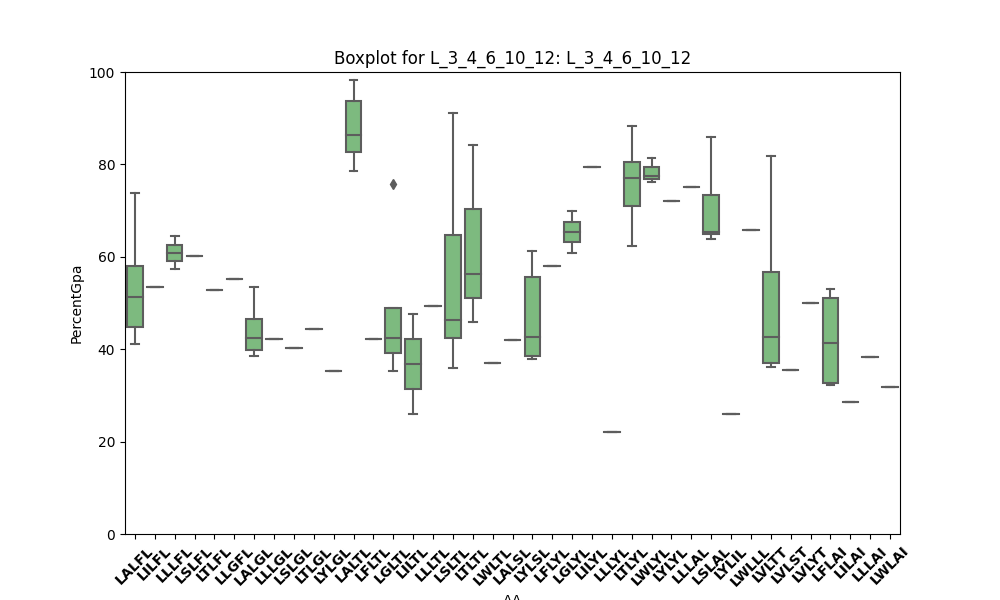 Boxplot for L_3_4_6_10_12: L_3_4_6_10_12
PercentGpa
100
80
60
40
20
0
LALFL
LILFL
LLLFL
LSLFL
LTLFL
LLGFL
LALGL
LLLGL
LSLGL
LTLGL
LYLGL
LALTL
LFLTL
LGLTL
LILTL
LLLTL
LSLTL
LTLTL
LWLTL
LALSL
LYLSL
LFLYL
LGLYL
LILYL
LLLYL
LTLYL
LWLYL
LYLYL
LLLAL
LSLAL
LYLIL
LWLLL
LVLTT
LVLST
LVLYT
LFLAI
LILAI
LLLAI
LWLAI
AA